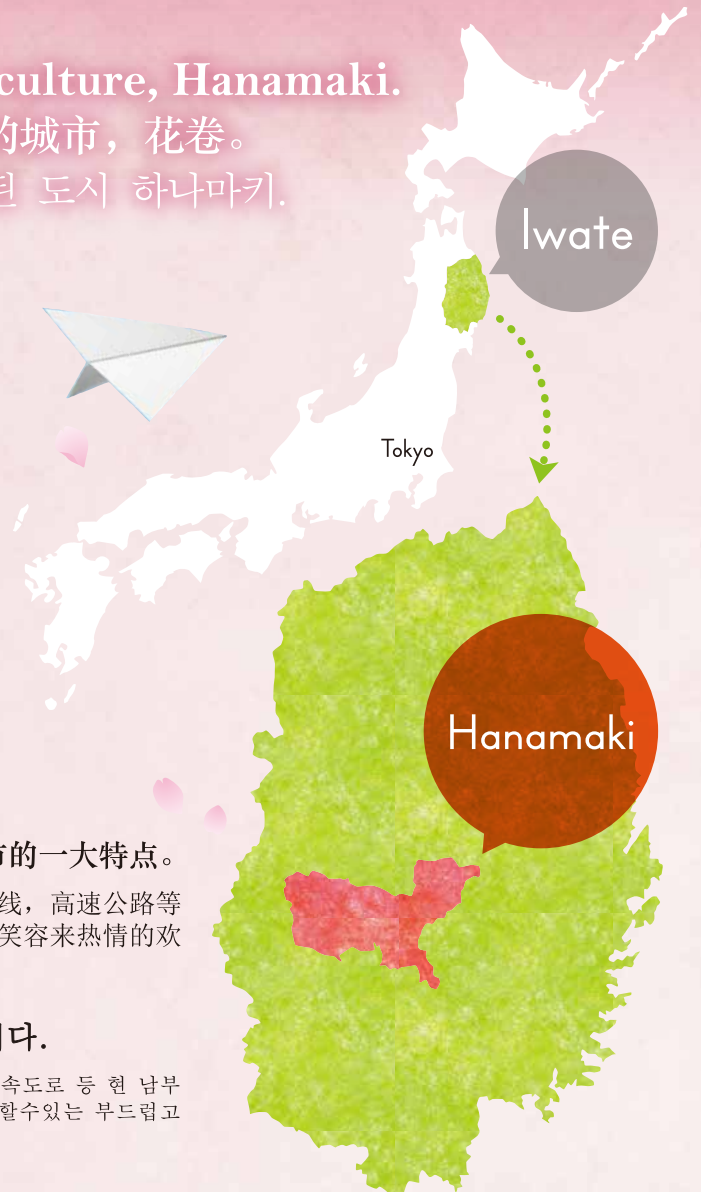 culture, Hanamaki.
的城市，花卷。
된 도시 하나마키.
Iwate
Tokyo
Hanamaki
市的一大特点。
线，高速公路等
笑容来热情的欢
니다.
속도로 등 현 남부
할수있는 부드럽고